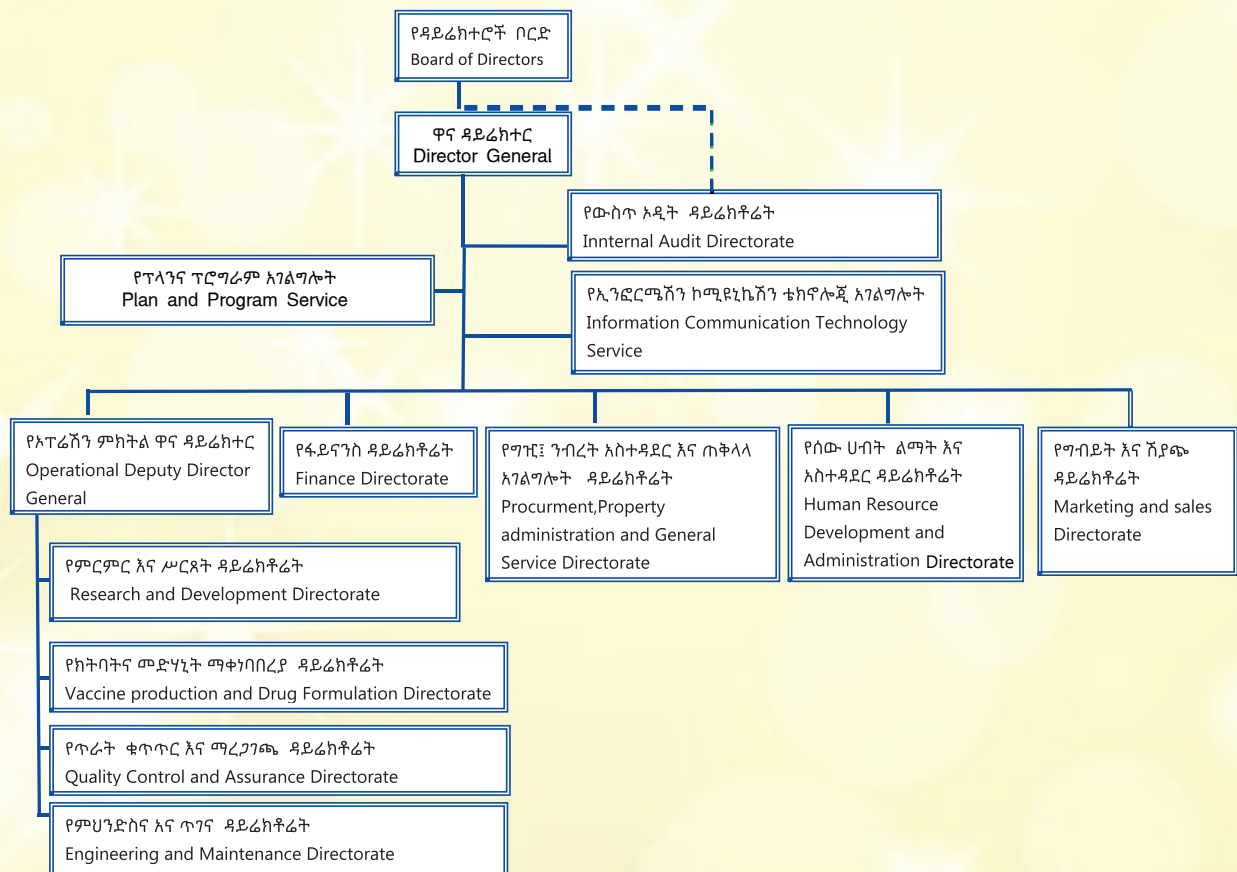 የዳይሬክተሮች ቦርድ
Board of Directors
ዋና ዳይሬክተር
Director General
የውስጥ ኦዲት ዳይሬክቶሬት
Innternal Audit Directorate
የፕላንና ፕሮግራም አገልግሎት
Plan and Program Service
የኢንፎርሜሽን ኮሚዩኒኬሽን ቴክኖሎጂ አገልግሎት
Information Communication Technology
Service
የኦፐሬሽን ምክትል ዋና ዳይሬክተር
Operational Deputy Director
General
የፋይናንስ ዳይሬክቶሬት
Finance Directorate
የግዢ፤ ንብረት አስተዳደር እና ጠቅላላ
አገልግሎት ዳይሬክቶሬት
Procurment,Property
administration and General
Service Directorate
የሰው ሀብት ልማት እና
አስተዳደር ዳይሬክቶሬት
Human Resource
Development and
Administration Directorate
የግብይት እና ሽያጭ
ዳይሬክቶሬት
Marketing and sales
Directorate
የምርምር እና ሥርጸት ዳይሬክቶሬት
Research and Development Directorate
የክትባትና መድሃኒት ማቀነባበረያ ዳይሬክቶሬት
Vaccine production and Drug Formulation Directorate
የጥራት ቁጥጥር እና ማረጋገጫ ዳይሬክቶሬት
Quality Control and Assurance Directorate
የምህንድስና እና ጥገና ዳይሬክቶሬት
Engineering and Maintenance Directorate